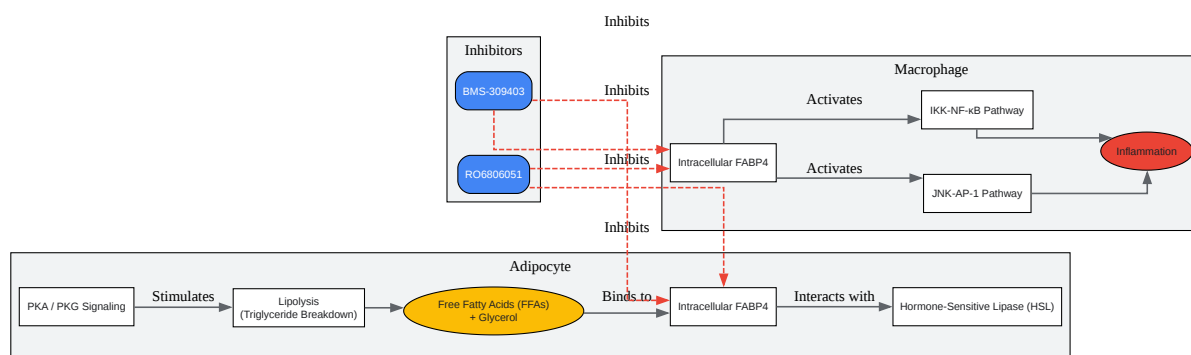 Inhibits
Inhibitors
BMS-309403
Inhibits
Macrophage
Activates
IKK-NF-κB Pathway
Inflammation
RO6806051
Inhibits
Intracellular FABP4
Activates
JNK-AP-1 Pathway
Inhibits
Adipocyte
PKA / PKG Signaling
Stimulates
Lipolysis
(Triglyceride Breakdown)
Free Fatty Acids (FFAs)
+ Glycerol
Binds to
Intracellular FABP4
Interacts with
Hormone-Sensitive Lipase (HSL)